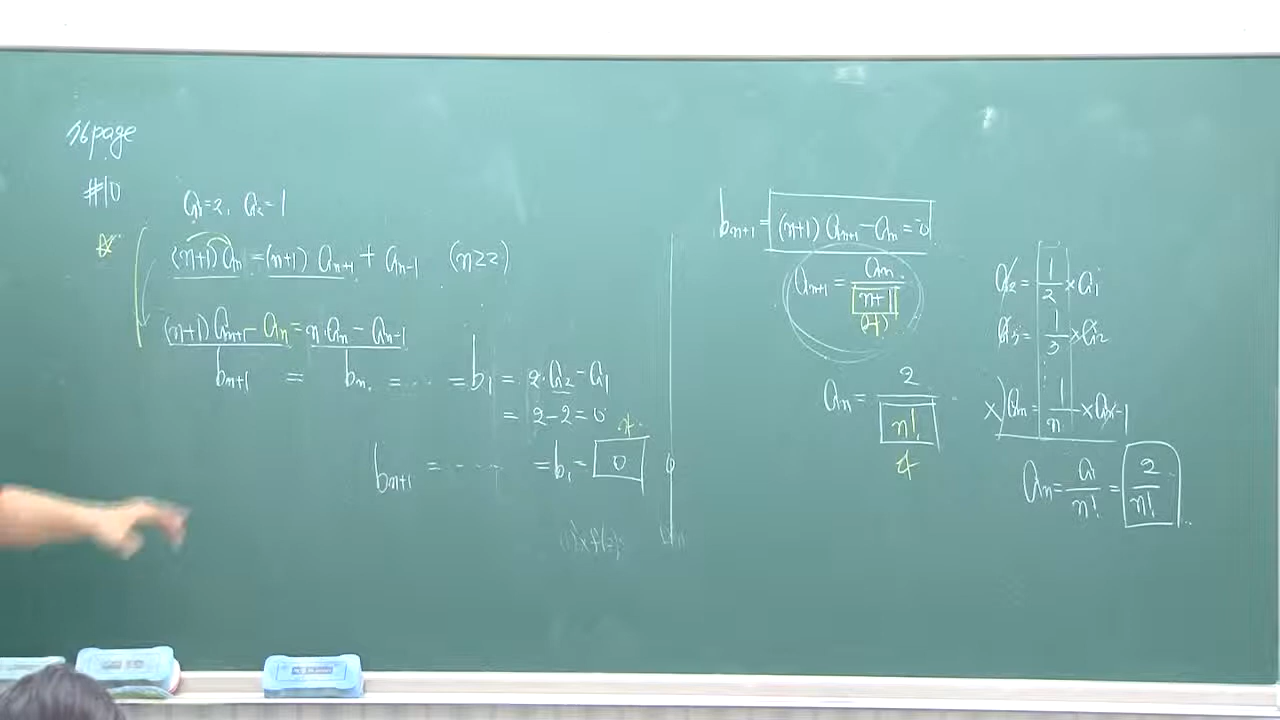 16page
#10
a₁=2, a₂=1
(n+1)aₙ=(n+1)aₙ₊₁+aₙ₋₁ (n≥2)
(n+1)aₙ₊₁-aₙ=n·aₙ-aₙ₋₁
bₙ₊₁ = bₙ = ··· = b₁ = 2·a₂-a₁
= 2-2=0
bₙ₊₁ = ····· =b₁= 0
bₙ₊₁= (n+1)aₙ₊₁-aₙ=0
aₙ₊₁= aₙ/(n+1)
aₙ= 2/n!
a₂= 1/2 ×a₁
a₃= 1/3 ×a₂
×) aₙ= 1/n ×aₙ₋₁
aₙ= a₁/n! = 2/n!